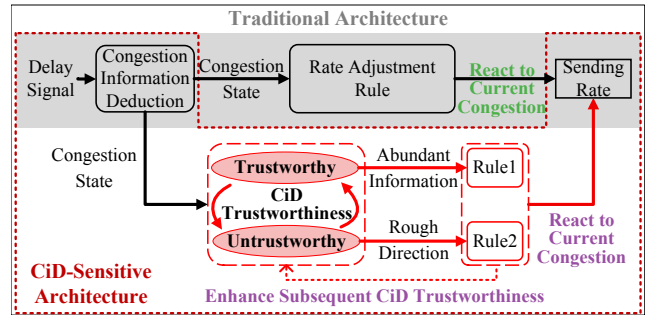 Traditional Architecture
Delay
Signal
Congestion
Information
Deduction
Congestion
State
Rate Adjustment
Rule
React to
Current
Congestion
Sending
Rate
Congestion
State
Trustworthy
CiD
Trustworthiness
Untrustworthy
Abundant
Information
Rough
Direction
Rule1
Rule2
React to
Current
Congestion
CiD-Sensitive
Architecture
Enhance Subsequent CiD Trustworthiness